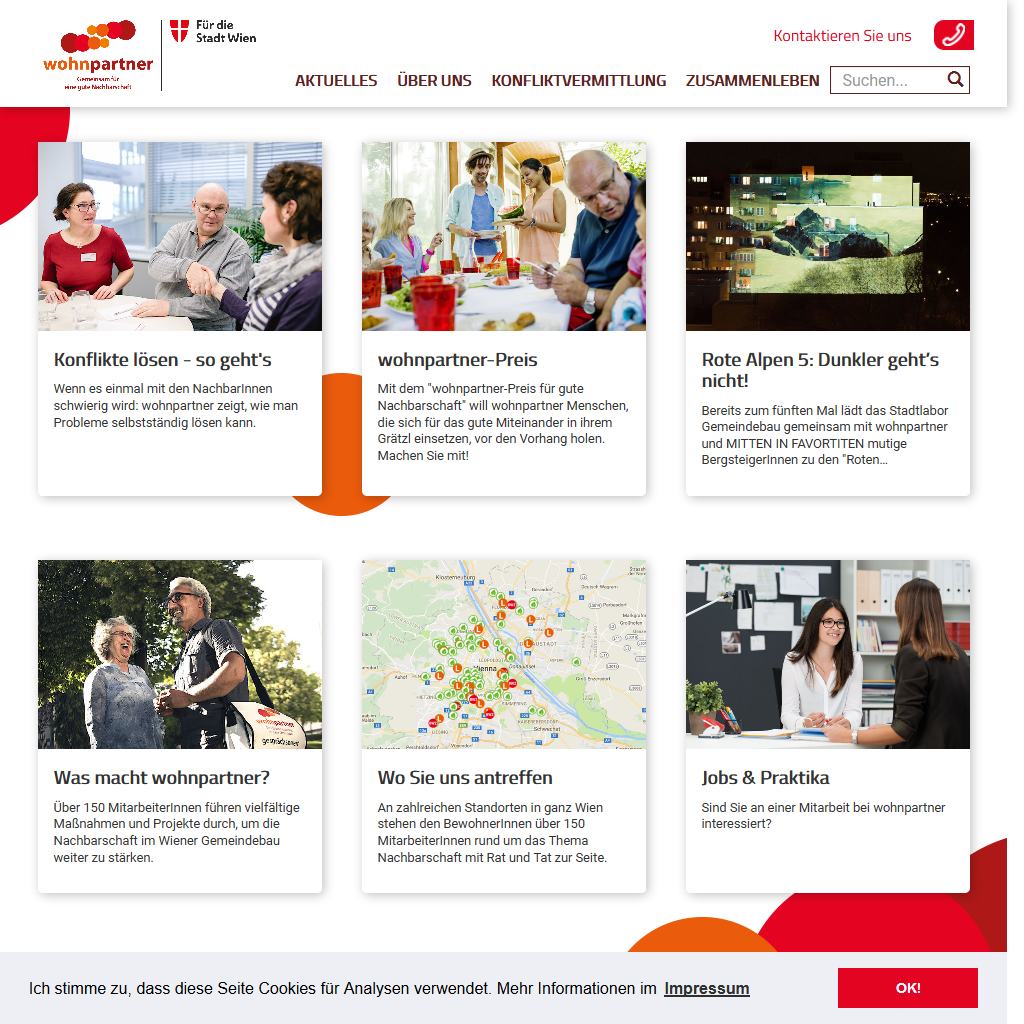 wohnpartner
Gemeinsam für
eine gute Nachbarschaft
Für die
Stadt Wien
Kontaktieren Sie uns
AKTUELLES ÜBER UNS KONFLIKTVERMITTLUNG ZUSAMMENLEBEN Suchen...
Konflikte lösen - so geht's
Wenn es einmal mit den NachbarInnen
schwierig wird: wohnpartner zeigt, wie man
Probleme selbstständig lösen kann.
wohnpartner-Preis
Mit dem "wohnpartner-Preis für gute
Nachbarschaft" will wohnpartner Menschen,
die sich für das gute Miteinander in ihrem
Grätzl einsetzen, vor den Vorhang holen.
Machen Sie mit!
Rote Alpen 5: Dunkler geht’s
nicht!
Bereits zum fünften Mal lädt das Stadtlabor
Gemeindebau gemeinsam mit wohnpartner
und MITTEN IN FAVORTITEN mutige
BergsteigerInnen zu den "Roten...
wohnpartner
Klosterneuburg
Vienna
Schwechat
Was macht wohnpartner?
Über 150 MitarbeiterInnen führen vielfältige
Maßnahmen und Projekte durch, um die
Nachbarschaft im Wiener Gemeindebau
weiter zu stärken.
Wo Sie uns antreffen
An zahlreichen Standorten in ganz Wien
stehen den BewohnerInnen über 150
MitarbeiterInnen rund um das Thema
Nachbarschaft mit Rat und Tat zur Seite.
Jobs & Praktika
Sind Sie an einer Mitarbeit bei wohnpartner
interessiert?
Ich stimme zu, dass diese Seite Cookies für Analysen verwendet. Mehr Informationen im Impressum
OK!